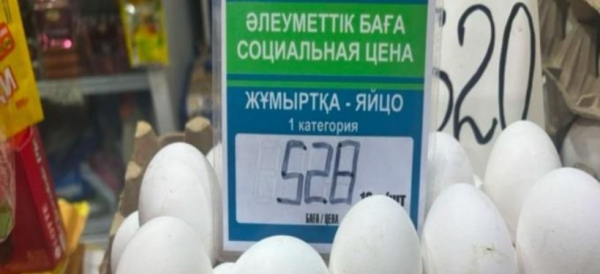 ӘЛЕУМЕТТІК БАҒА
СОЦИАЛЬНАЯ ЦЕНА
ЖҰМЫРТҚА - ЯЙЦО
1 категория
528
БАҒА / ЦЕНА
520